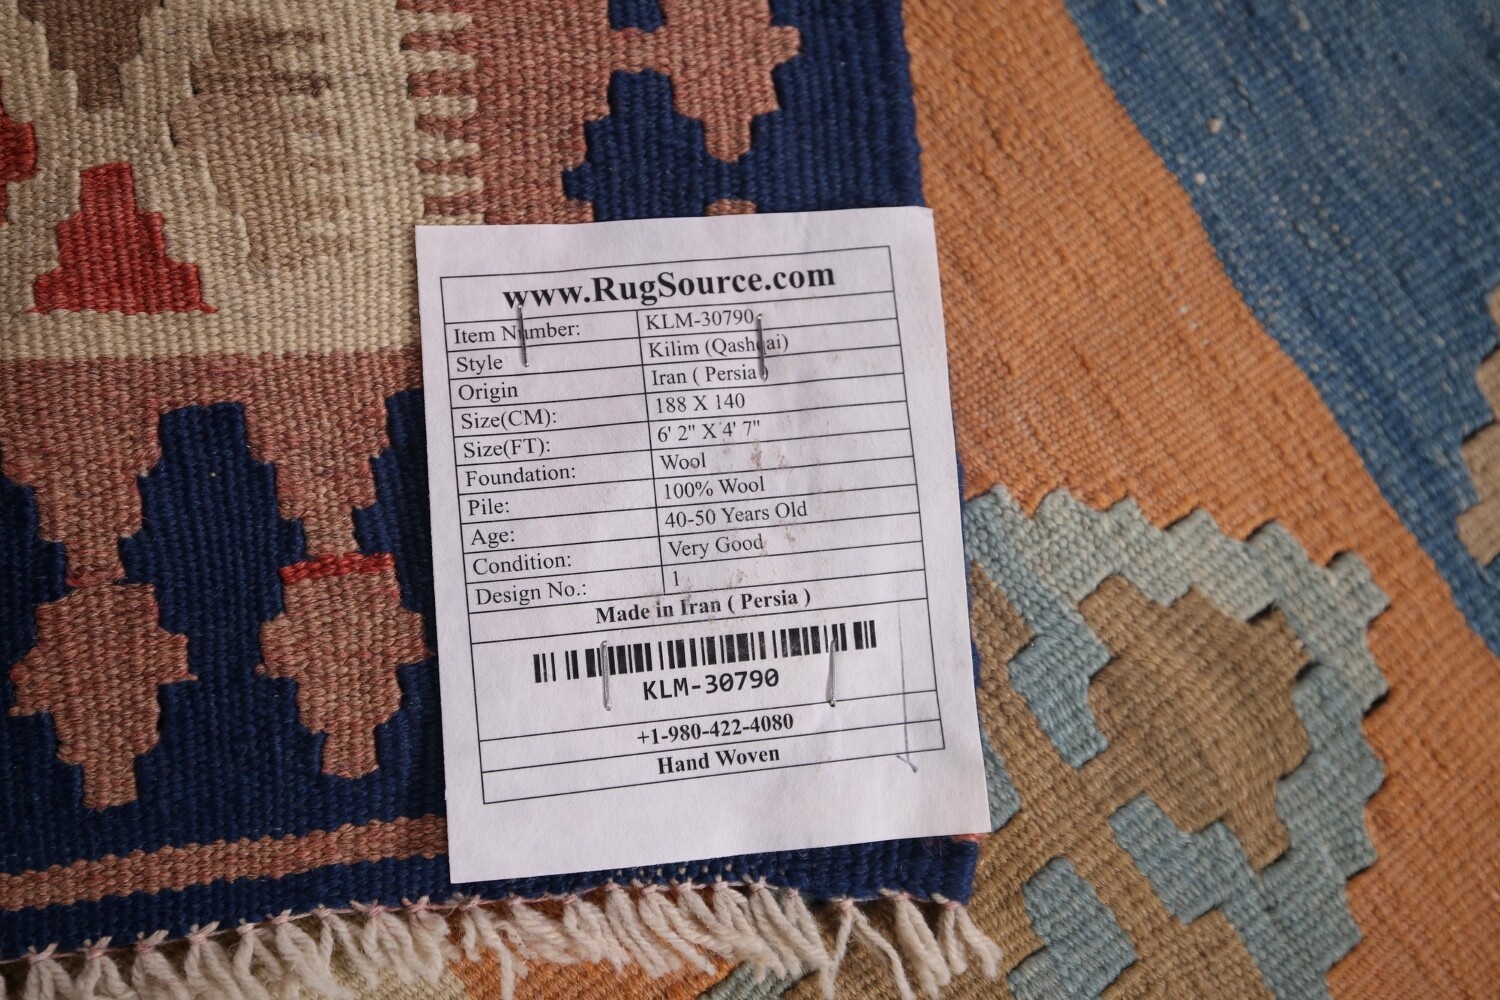 www.RugSource.com
Item Number: KLM-30790
Style Kilim (Qashqai)
Origin Iran ( Persia )
Size(CM): 188 X 140
Size(FT): 6' 2" X 4' 7"
Foundation: Wool
Pile: 100% Wool
Age: 40-50 Years Old
Condition: Very Good
Design No.: 1
Made in Iran ( Persia )
KLM-30790
+1-980-422-4080
Hand Woven